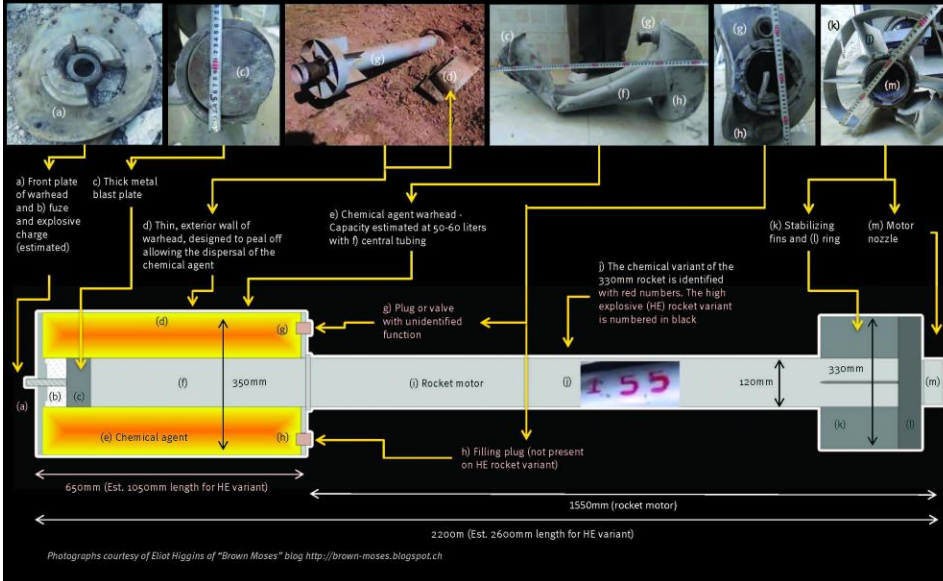 (a)
(c)
(g)
(d)
(c)
(g)
(f)
(h)
(g)
(h)
(k)
(l)
(m)
a) Front plate
of warhead
and b) fuze
and explosive
charge
(estimated)
c) Thick metal
blast plate
d) Thin, exterior wall of
warhead, designed to peal off
allowing the dispersal of the
chemical agent
e) Chemical agent warhead -
Capacity estimated at 50-60 liters
with f) central tubing
(k) Stabilizing
fins and (l) ring
(m) Motor
nozzle
j) The chemical variant of the
330mm rocket is identified
with red numbers. The high
explosive (HE) rocket variant
is numbered in black
g) Plug or valve
with unidentified
function
(d)
(g)
(a)
(b)
(c)
(f)
350mm
(i) Rocket motor
(j)
155
120mm
330mm
(m)
(e) Chemical agent
(h)
(k)
(l)
h) Filling plug (not present
on HE rocket variant)
650mm (Est. 1050mm length for HE variant)
1550mm (rocket motor)
2200m (Est. 2600mm length for HE variant)
Photographs courtesy of Eliot Higgins of "Brown Moses" blog http://brown-moses.blogspot.ch